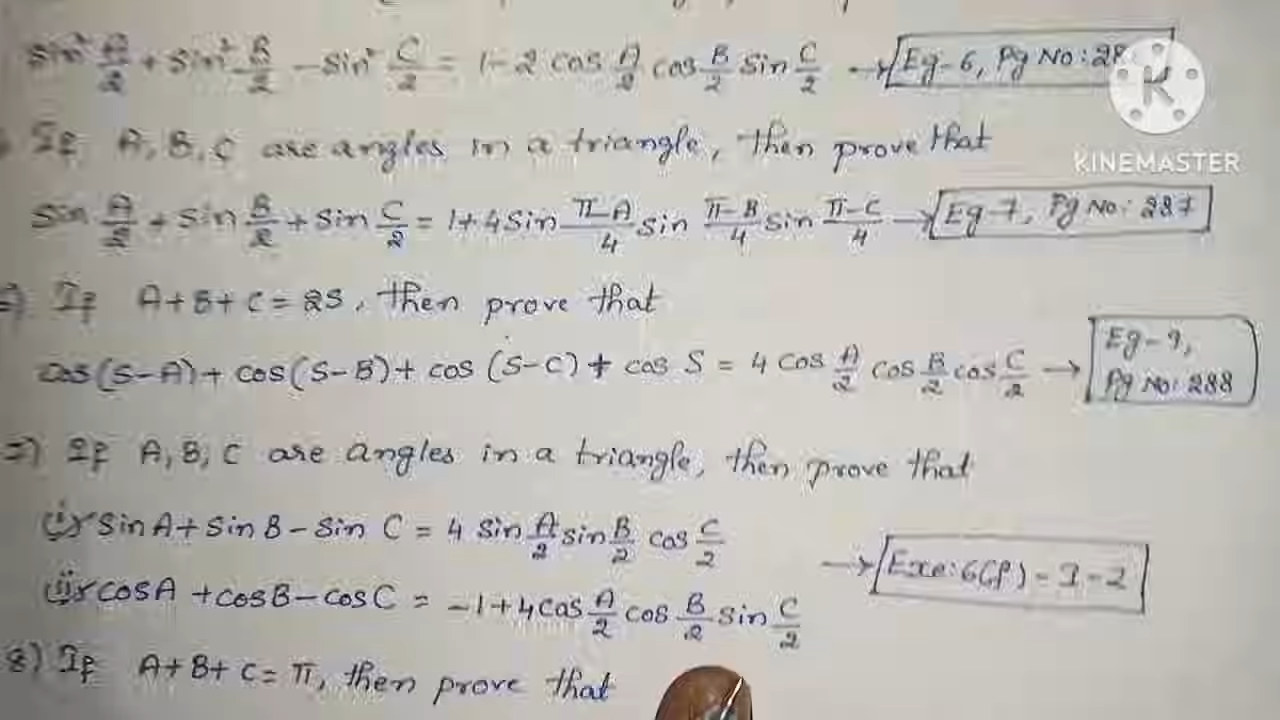 sin² A/2 + sin² B/2 - sin² C/2 = 1-2 cos A/2 cos B/2 sin C/2 → Eg-6, Pg No: 28
If A, B, C are angles in a triangle, then prove that
sin A/2 + sin B/2 + sin C/2 = 1+4 sin π-A/4 sin π-B/4 sin π-C/4 → Eg-7, Pg No: 287
If A+B+C = 2S, then prove that
cos(S-A) + cos(S-B) + cos (S-C) + cos S = 4 cos A/2 cos B/2 cos C/2 → Eg-9, Pg No: 288
If A, B, C are angles in a triangle, then prove that
(i) sin A + sin B - sin C = 4 sin A/2 sin B/2 cos C/2
(ii) cos A + cos B - cos C = -1+4 cos A/2 cos B/2 sin C/2
→ Exe: 6(f) - I - 2
8) If A+B+C = π, then prove that
KINEMASTER